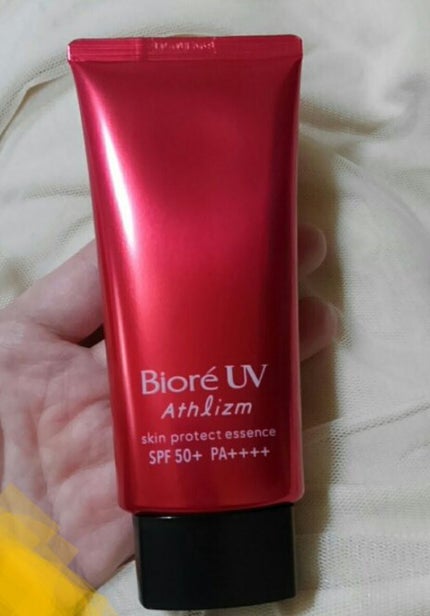 Bioré UV
Athlizm
skin protect essence
SPF 50+ PA++++